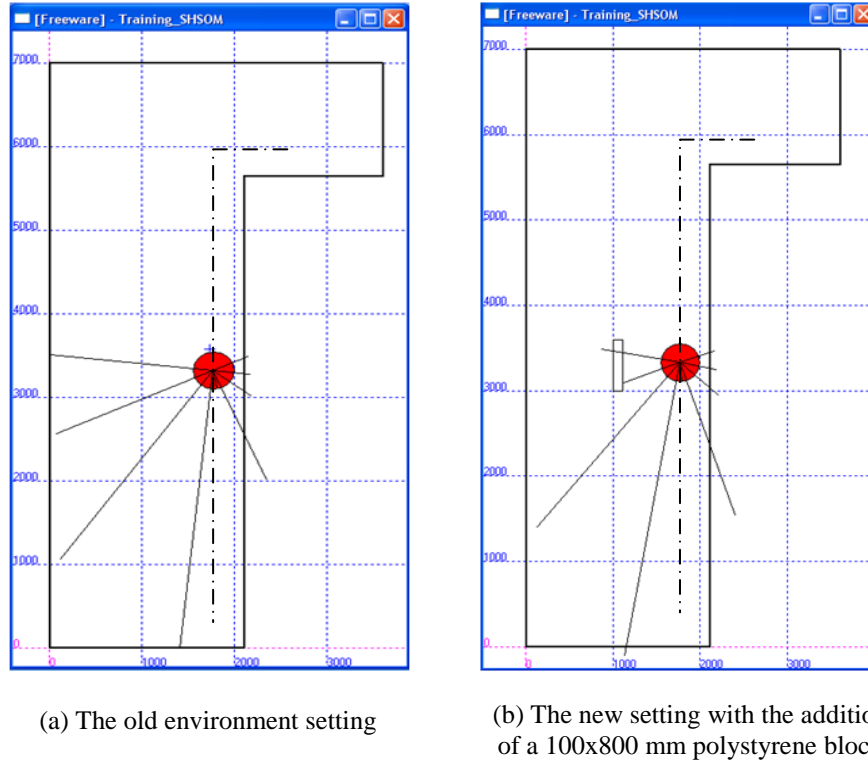 [Freeware] - Training_SHSOM
7000
6000
5000
4000
3000
2000
1000
0
0 1000 2000 3000
(a) The old environment setting
[Freeware] - Training_SHSOM
7000
6000
5000
4000
3000
2000
1000
0
0 1000 2000 3000
(b) The new setting with the additio
of a 100x800 mm polystyrene bloc